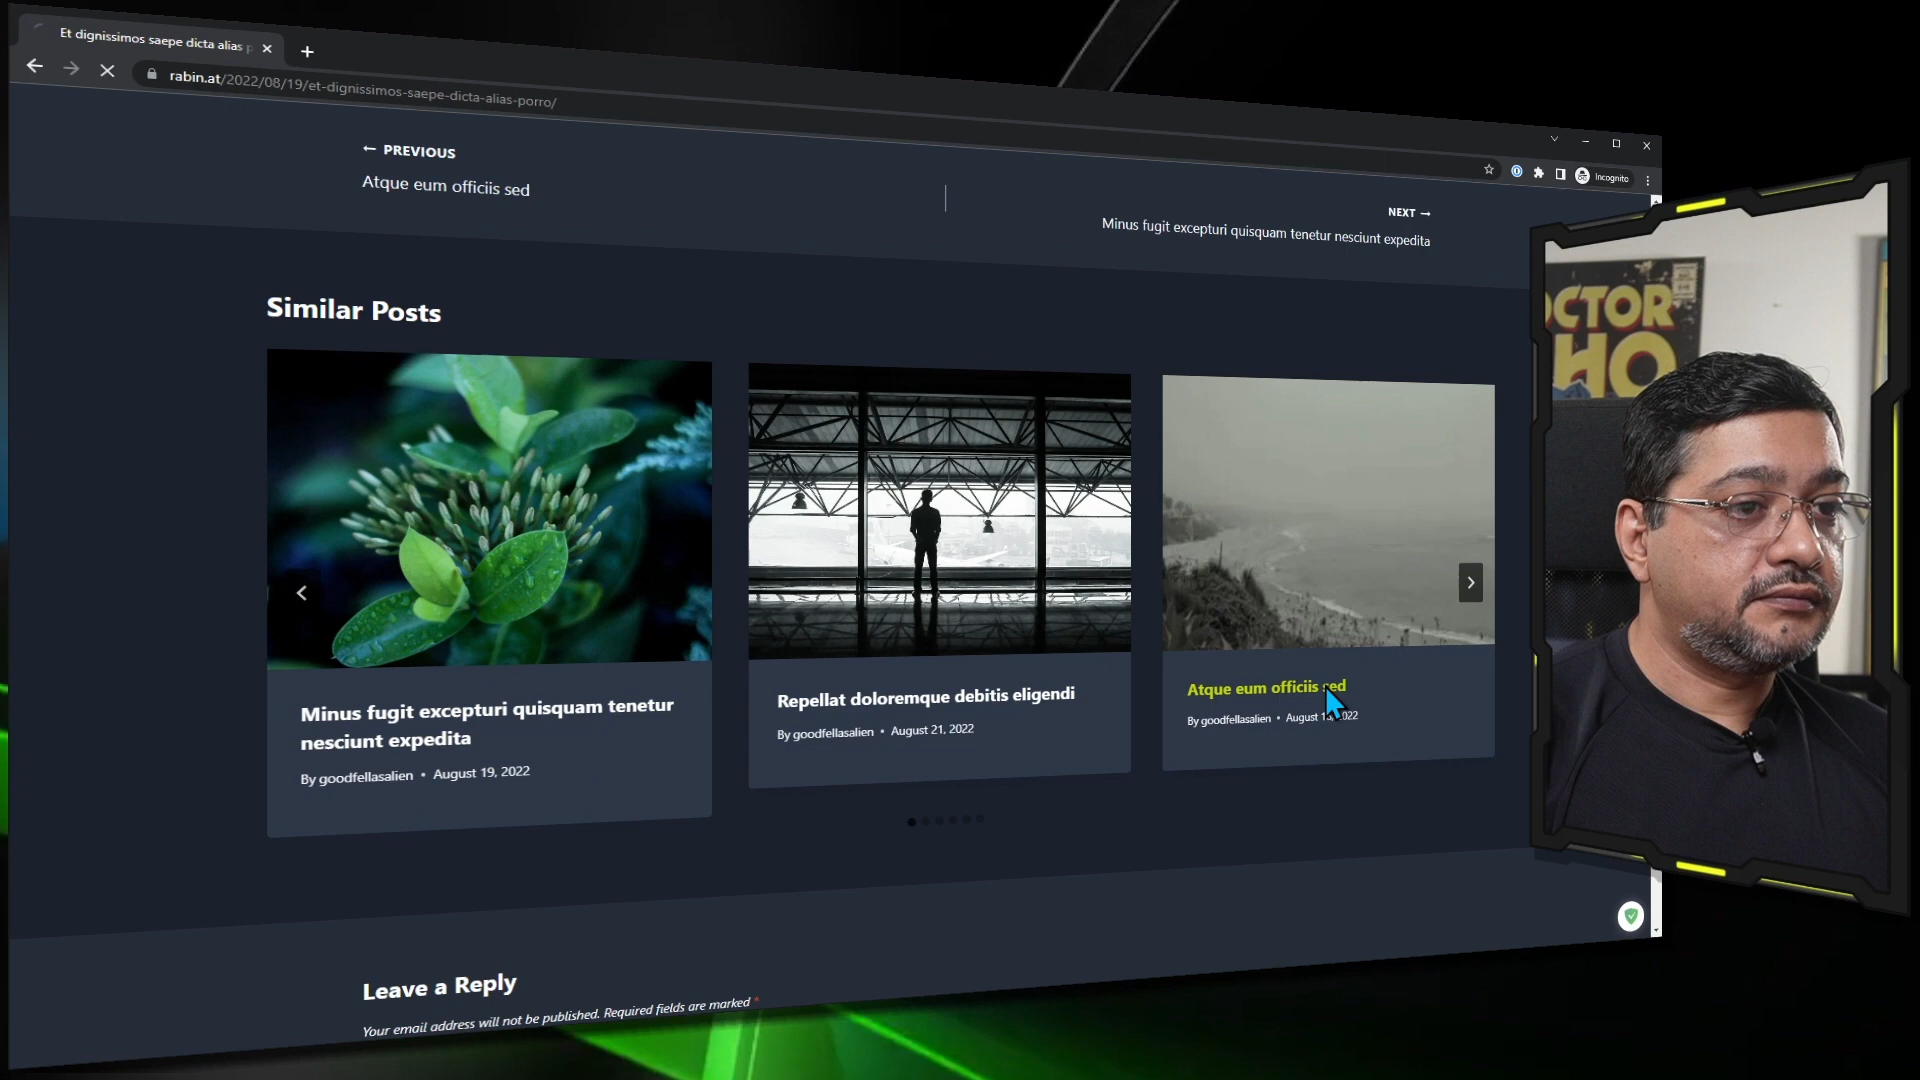 Et dignissimos saepe dicta alias p
rabin.at/2022/08/19/et-dignissimos-saepe-dicta-alias-porro/
Incognito
← PREVIOUS
Atque eum officiis sed
NEXT →
Minus fugit excepturi quisquam tenetur nesciunt expedita
Similar Posts
Minus fugit excepturi quisquam tenetur
nesciunt expedita
By goodfellasalien • August 19, 2022
Repellat doloremque debitis eligendi
By goodfellasalien • August 21, 2022
Atque eum officiis sed
By goodfellasalien • August 2022
Leave a Reply
Your email address will not be published. Required fields are marked *
OCTOR
HO